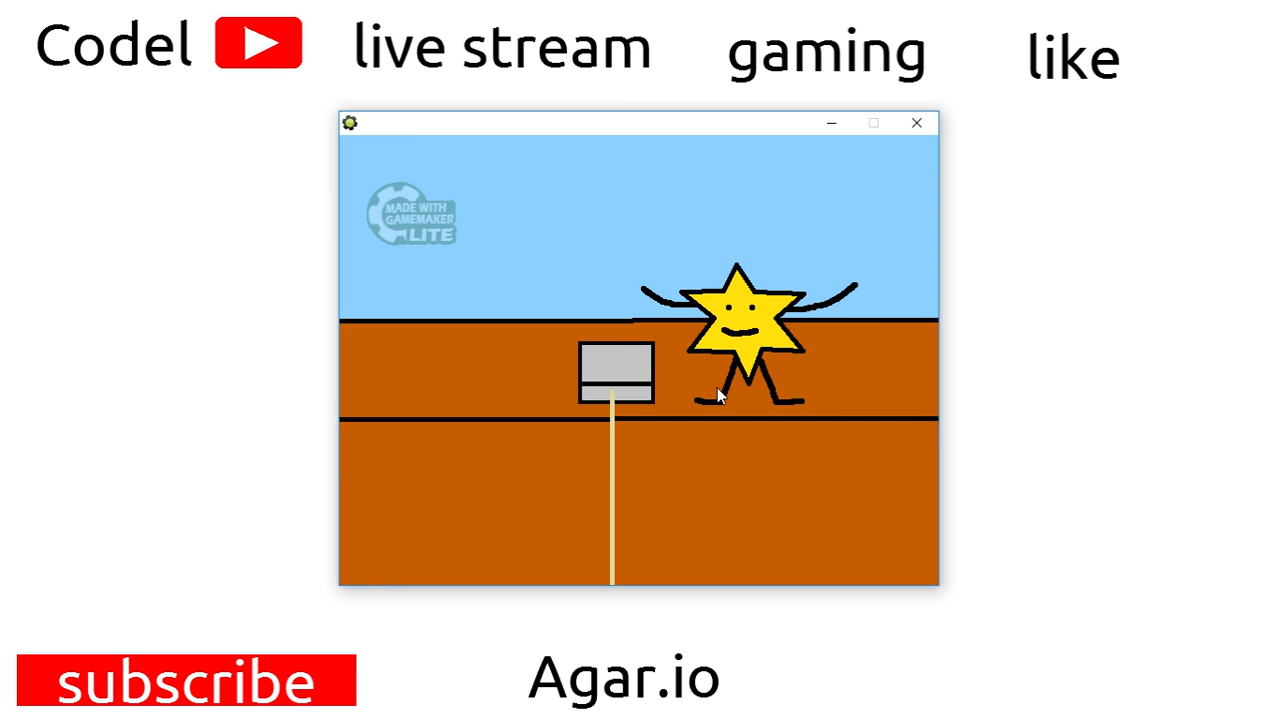 Codel live stream gaming like
MADE WITH
GAMEMAKER
LITE
subscribe Agar.io